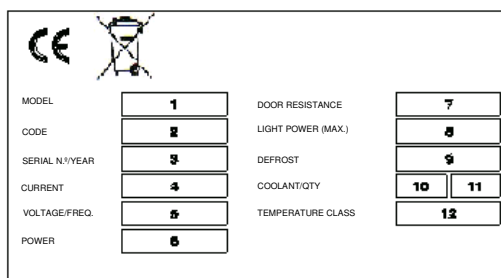 CE
MODEL 1 DOOR RESISTANCE 7
CODE 2 LIGHT POWER (MAX.) 8
SERIAL N.º/YEAR 3 DEFROST 9
CURRENT 4 COOLANT/QTY 10 11
VOLTAGE/FREQ. 5 TEMPERATURE CLASS 12
POWER 6